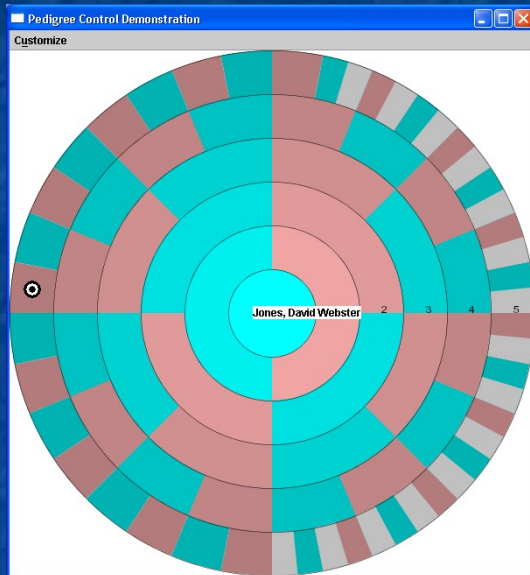 Pedigree Control Demonstration
Customize
Jones, David Webster 2 3 4 5